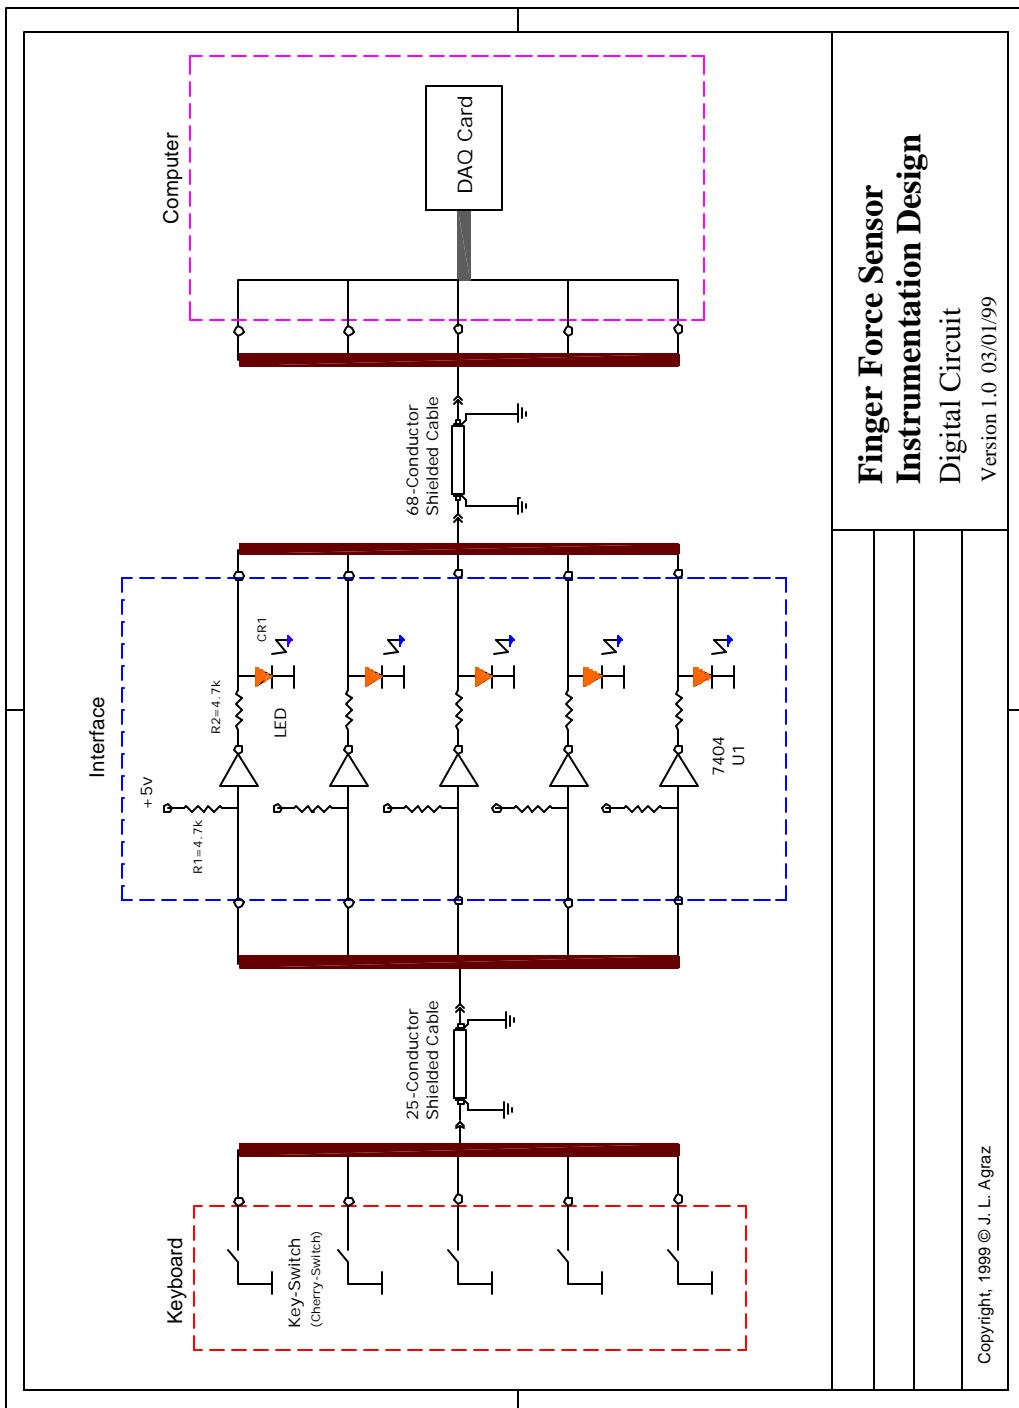 Keyboard
Key-Switch
(Cherry-Switch)
25-Conductor
Shielded Cable
Interface
+5v
R1=4.7k
R2=4.7k
CR1
LED
7404
U1
68-Conductor
Shielded Cable
Computer
DAQ Card
Finger Force Sensor
Instrumentation Design
Digital Circuit
Version 1.0 03/01/99
Copyright, 1999 © J. L. Agraz